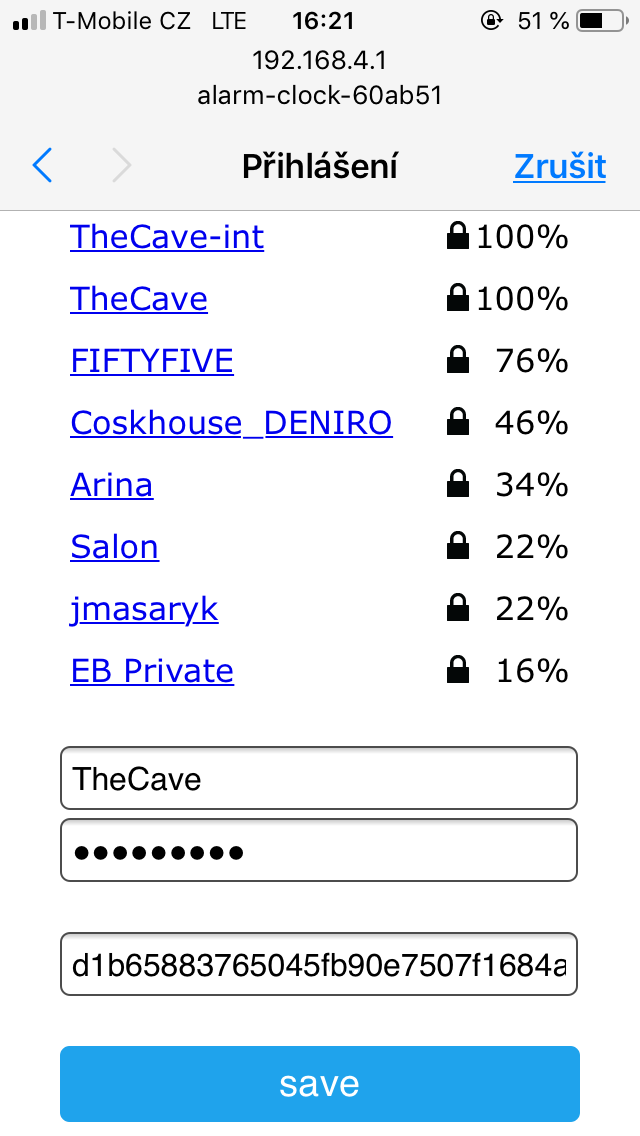 T-Mobile CZ LTE 16:21 51 %
192.168.4.1
alarm-clock-60ab51
Přihlášení Zrušit
TheCave-int 100%
TheCave 100%
FIFTYFIVE 76%
Coskhouse_DENIRO 46%
Arina 34%
Salon 22%
jmasaryk 22%
EB Private 16%
TheCave
●●●●●●●●●
d1b65883765045fb90e7507f1684a
save